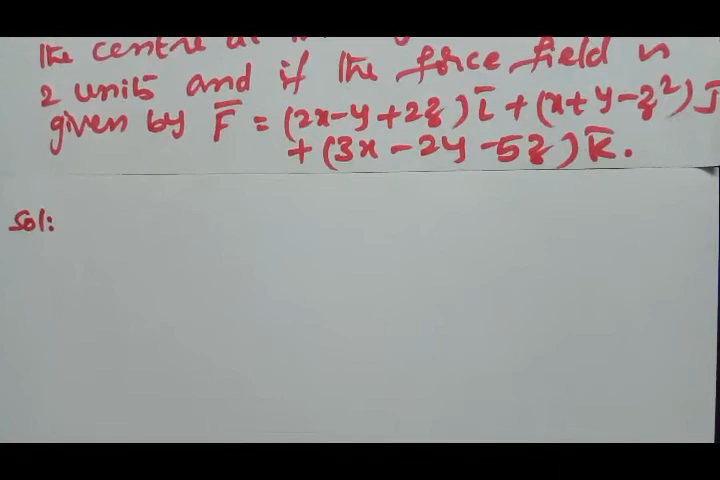 the centre at
2 units and if the force field is
given by F̅ = (2x-y+2z) i̅ + (x+y-z²) J̅
+ (3x - 2y - 5z) k̅.
Sol: